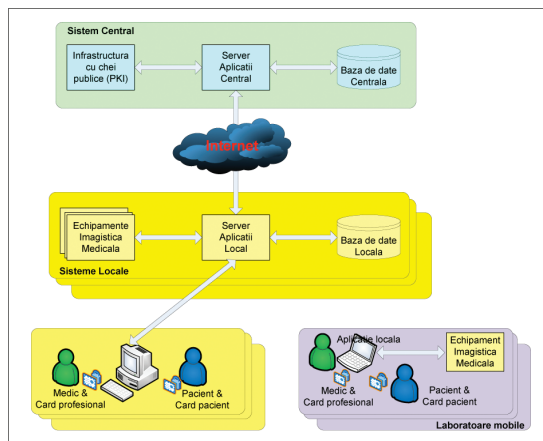 Sistem Central
Infrastructura
cu chei
publice (PKI)
Server
Aplicatii
Central
Baza de date
Centrala
Internet
Echipamente
Imagistica
Medicala
Server
Aplicatii
Local
Baza de date
Locala
Sisteme Locale
Medic &
Card profesional
Pacient &
Card pacient
Aplicatie locala
Echipament
Imagistica
Medicala
Medic &
Card profesional
Pacient &
Card pacient
Laboratoare mobile